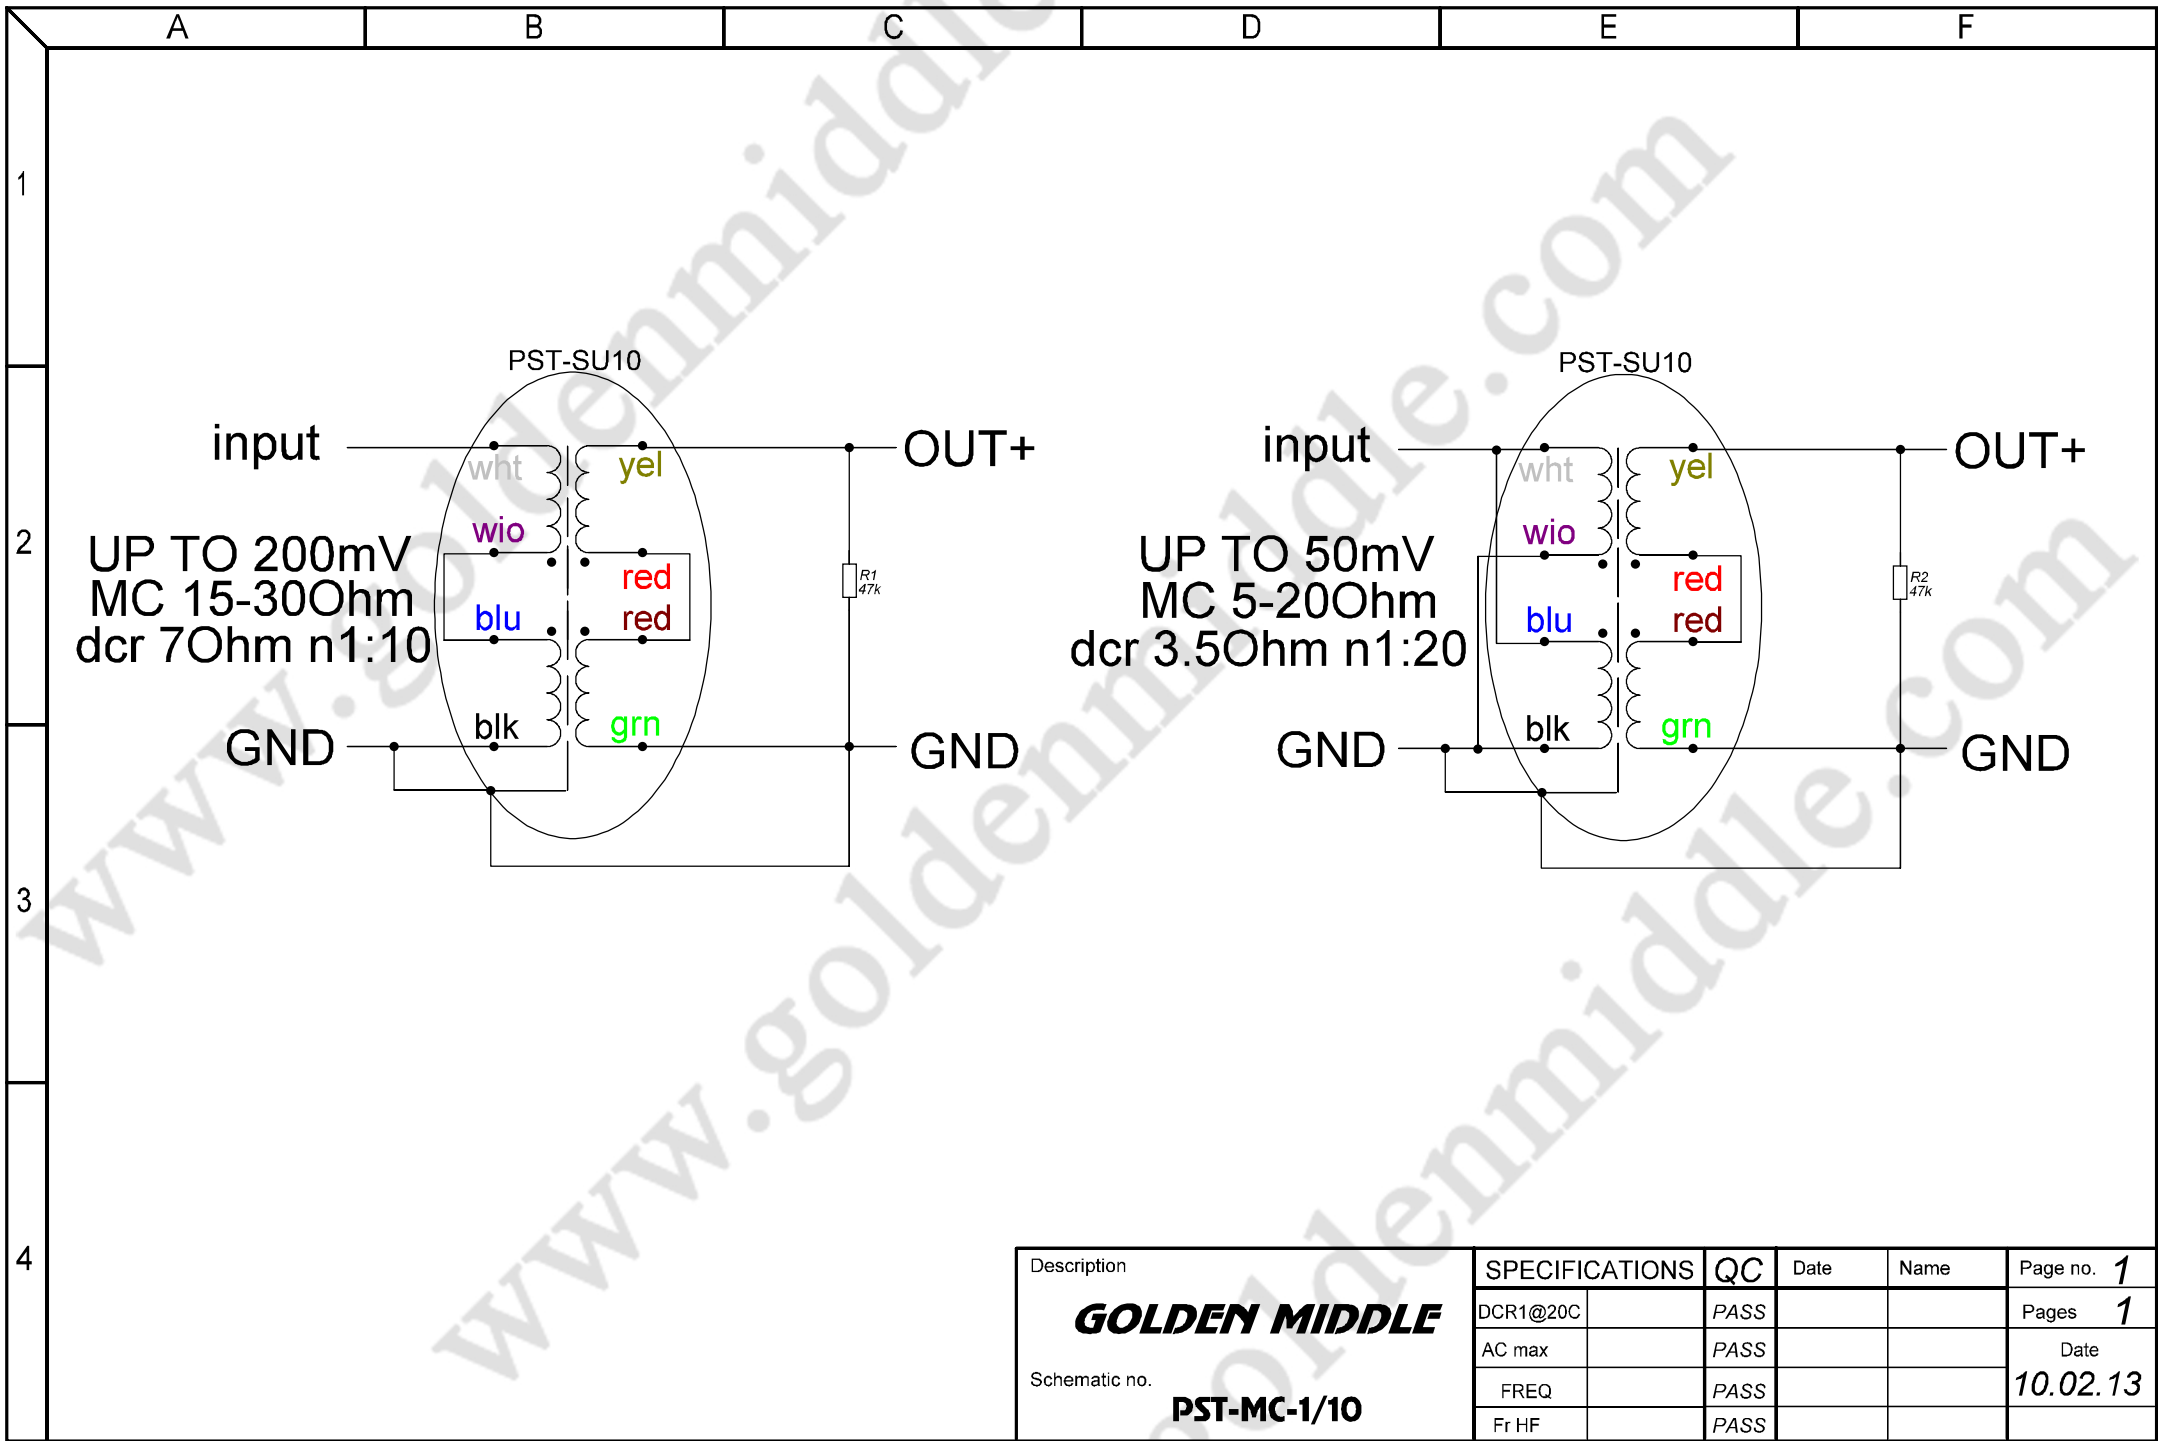 A B C D E F
1
2
3
4
PST-SU10
input
OUT+
wht
yel
wio
red
UP TO 200mV
MC 15-30Ohm
dcr 7Ohm n1:10
blu
red
R1
47k
blk
grn
GND
GND
PST-SU10
input
OUT+
wht
yel
wio
red
UP TO 50mV
MC 5-20Ohm
dcr 3.5Ohm n1:20
blu
red
R2
47k
blk
grn
GND
GND
www.goldenmiddle.com
www.goldenmiddle.com
www.goldenmiddle.com
Description
GOLDEN MIDDLE
Schematic no.
PST-MC-1/10
SPECIFICATIONS QC Date Name Page no. 1
DCR1@20C PASS Pages 1
AC max PASS Date
FREQ PASS 10.02.13
Fr HF PASS